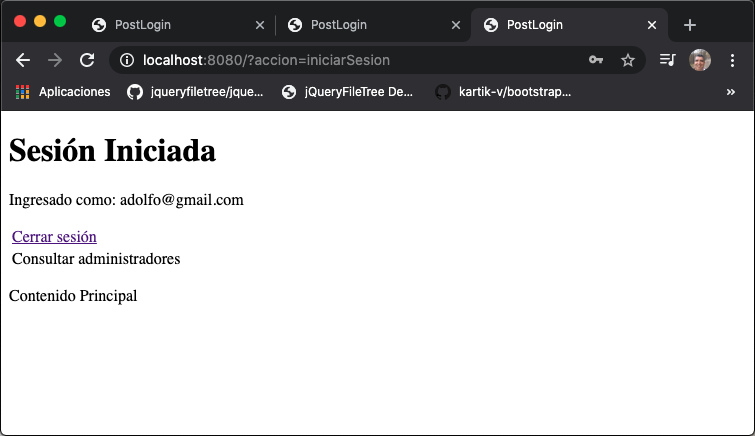 PostLogin PostLogin PostLogin
localhost:8080/?accion=iniciarSesion
Aplicaciones jqueryfiletree/jque... jQueryFileTree De... kartik-v/bootstrap... »
Sesión Iniciada
Ingresado como: adolfo@gmail.com
Cerrar sesión
Consultar administradores
Contenido Principal